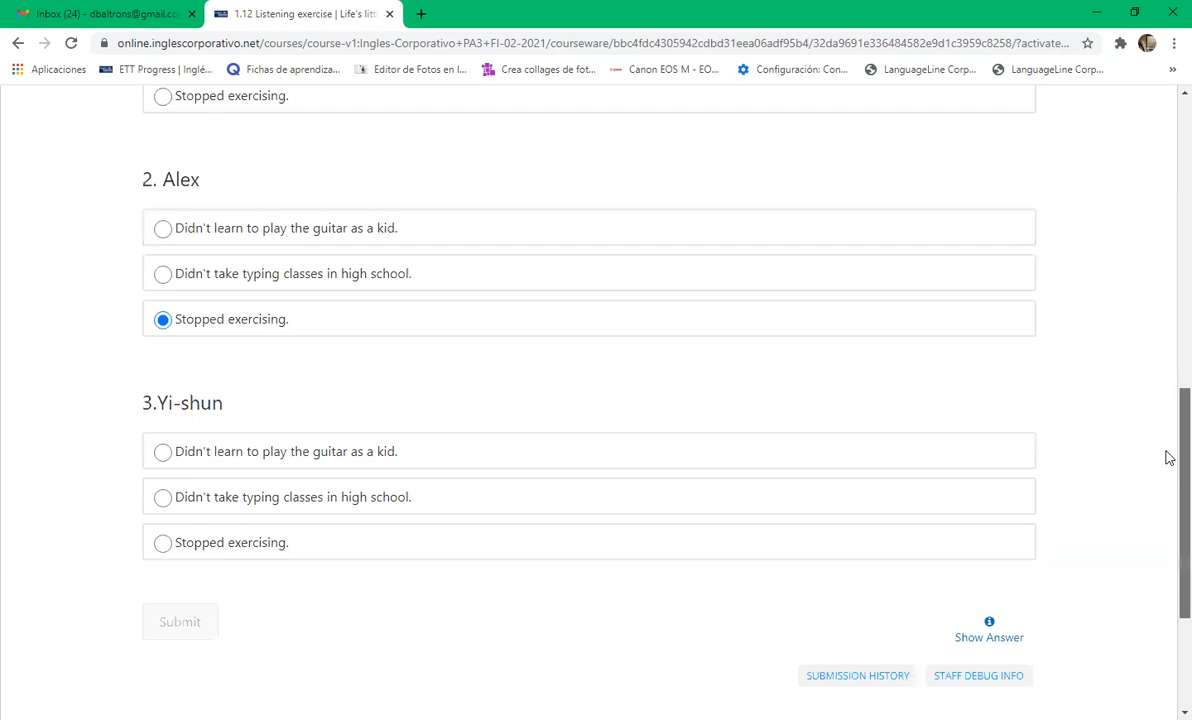 Inbox (24) - dbaltrons@gmail.co
1.12 Listening exercise | Life's litt
online.inglescorporativo.net/courses/course-v1:Ingles-Corporativo+PA3+FI-02-2021/courseware/bbc4fdc4305942cdbd31eea06adf95b4/32da9691e336484582e9d1c3959c8258/?activate...
Aplicaciones
ETT Progress | Inglé...
Fichas de aprendiza...
Editor de Fotos en l...
Crea collages de fot...
Canon EOS M - EO...
Configuración: Con...
LanguageLine Corp...
LanguageLine Corp...
»
Stopped exercising.
2. Alex
Didn't learn to play the guitar as a kid.
Didn't take typing classes in high school.
Stopped exercising.
3.Yi-shun
Didn't learn to play the guitar as a kid.
Didn't take typing classes in high school.
Stopped exercising.
Submit
Show Answer
SUBMISSION HISTORY
STAFF DEBUG INFO